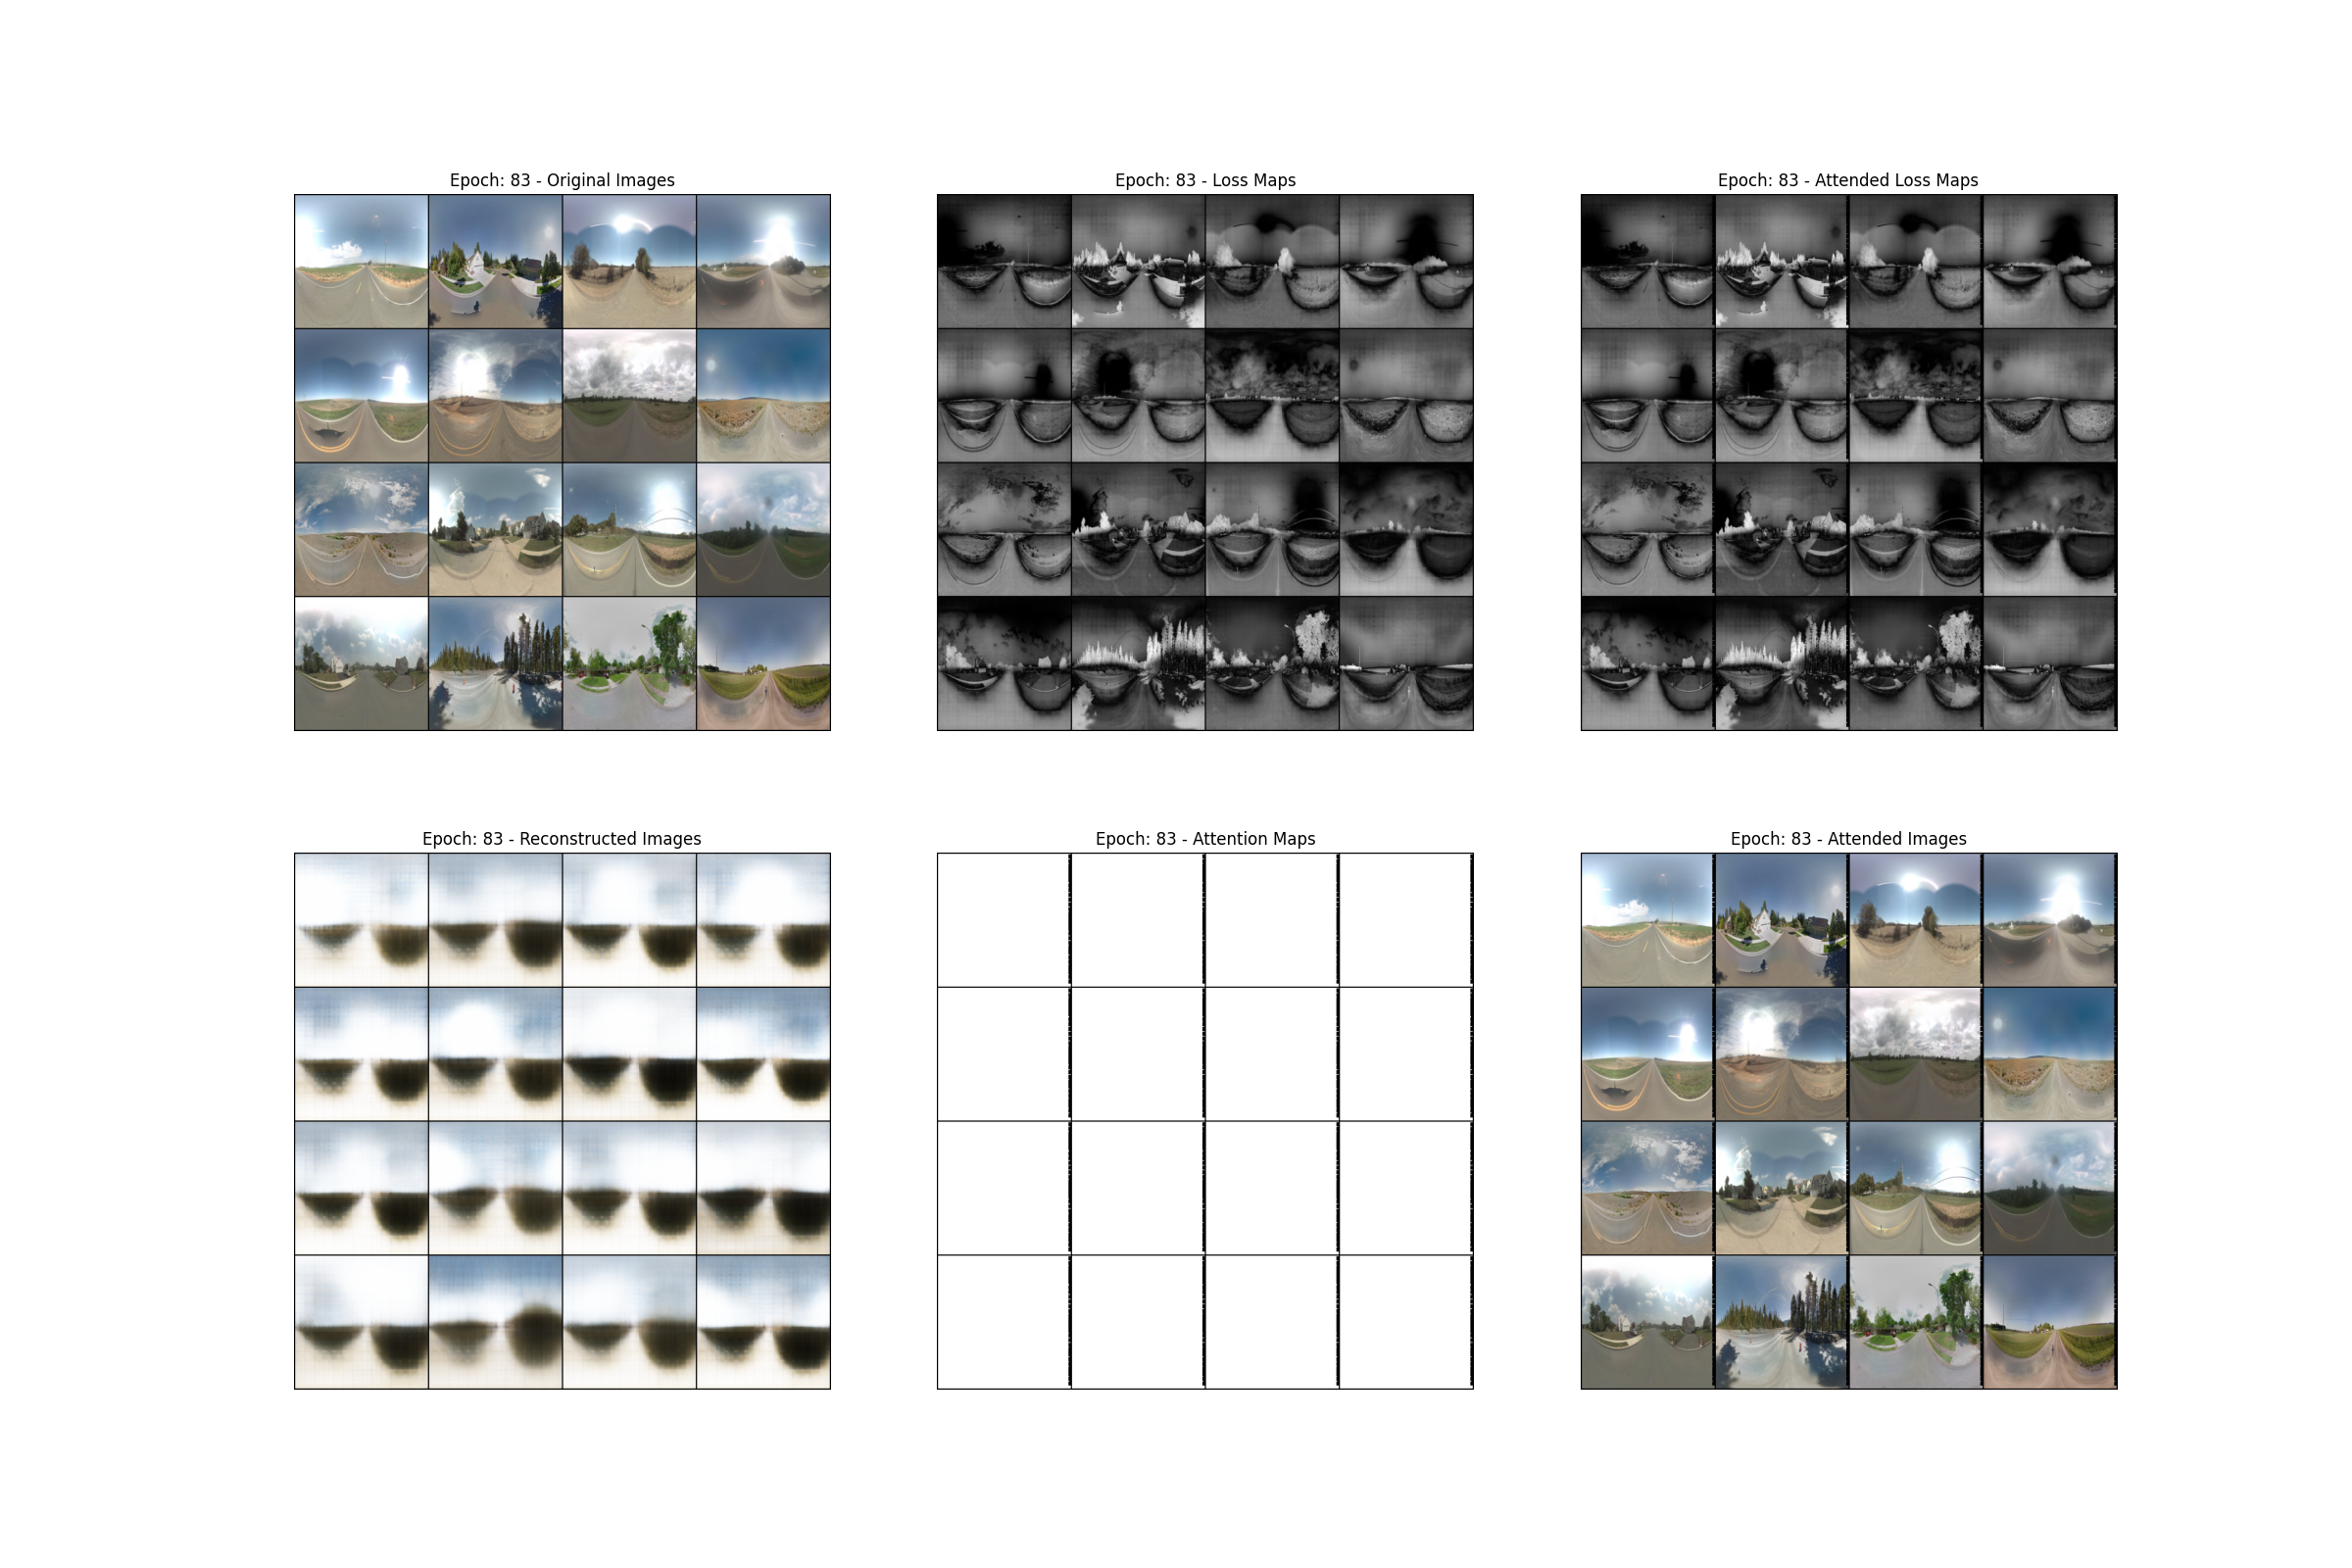 Epoch: 83 - Original Images
Epoch: 83 - Loss Maps
Epoch: 83 - Attended Loss Maps
Epoch: 83 - Reconstructed Images
Epoch: 83 - Attention Maps
Epoch: 83 - Attended Images